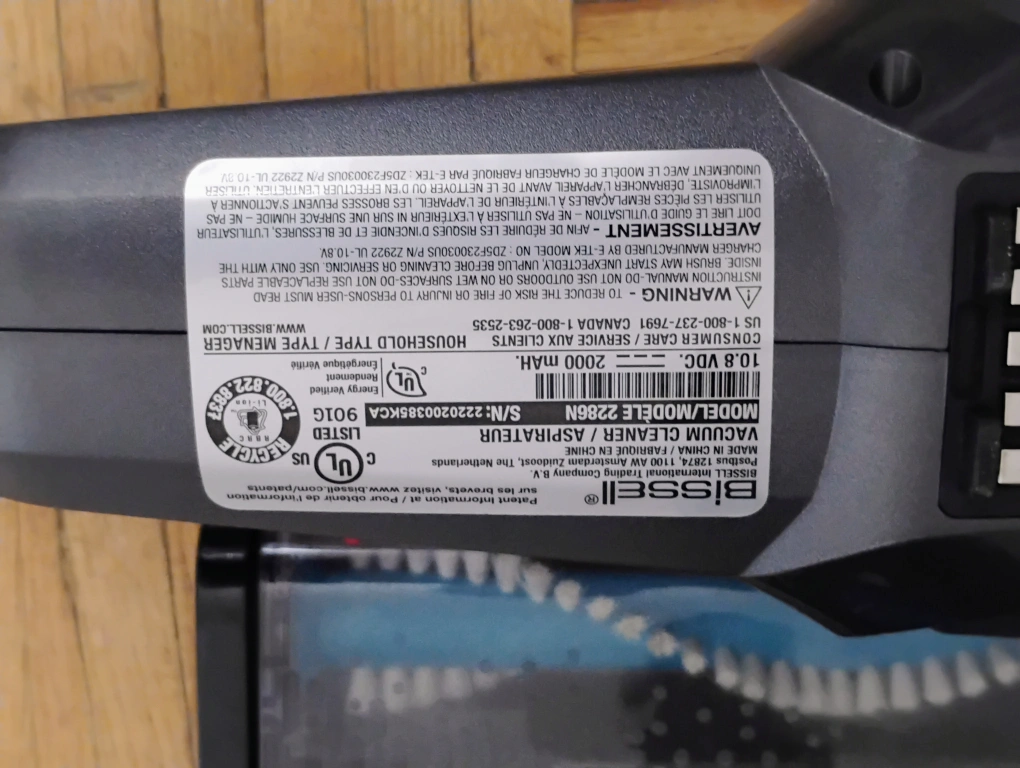 Patent Information at / Pour obtenir de l'information
sur les brevets, visitez www.bissell.com/patents
BISSELL®
BISSELL International Trading Company B.V.
Postbus 12874, 1100 AW Amsterdam Zuidoost, The Netherlands
MADE IN CHINA / FABRIQUÉ EN CHINE
VACUUM CLEANER / ASPIRATEUR
MODEL/MODÈLE 2286N S/N: 2220200385KCA
10.8 VDC. 2000 mAH.
C UL US
LISTED
901G
UL
Energy Verified
Rendement
Énergétique Vérifié
RECYCLE
1.800.822.8837
RBRC
Li-ion
CONSUMER CARE / SERVICE AUX CLIENTS
US 1-800-237-7691 CANADA 1-800-263-2535
HOUSEHOLD TYPE / TYPE MENAGER
WWW.BISSELL.COM
⚠WARNING - TO REDUCE THE RISK OF FIRE OR INJURY TO PERSONS-USER MUST READ
INSTRUCTION MANUAL-DO NOT USE OUTDOORS OR ON WET SURFACES-DO NOT USE REPLACEABLE PARTS
INSIDE. BRUSH MAY START UNEXPECTEDLY, UNPLUG BEFORE CLEANING OR SERVICING. USE ONLY WITH THE
CHARGER MANUFACTURED BY E-TEK MODEL NO : ZD5F230030US P/N ZZ922 UL-10.8V
AVERTISSEMENT - AFIN DE RÉDUIRE LES RISQUES D'INCENDIES ET DE BLESSURES, L'UTILISATEUR
DOIT LIRE LE GUIDE D'UTILISATION – NE PAS UTILISER À L'EXTÉRIEUR NI SUR UNE SURFACE HUMIDE – NE PAS
UTILISER LES PIÈCES REMPLAÇABLES À L'INTÉRIEUR DE L'APPAREIL. LES BROSSES PEUVENT S'ACTIONNER À
L'IMPROVISTE, DÉBRANCHER L'APPAREIL AVANT DE LE NETTOYER OU D'EN EFFECTUER L'ENTRETIEN. UTILISER
UNIQUEMENT AVEC LE MODÈLE DE CHARGEUR FABRIQUÉ PAR E-TEK : ZD5F230030US P/N ZZ922 UL-10.8V